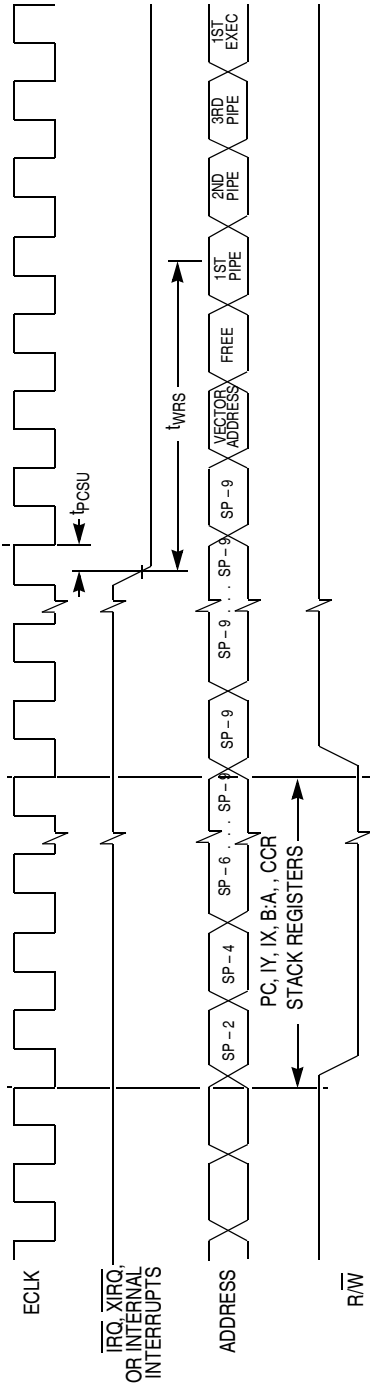 ECLK
tPCSU
IRQ, XIRQ,
OR INTERNAL
INTERRUPTS
tWRS
ADDRESS
SP – 2
SP – 4
SP – 6 . . . . SP – 9
SP – 9
SP – 9 . . . . SP – 9
SP – 9
VECTOR
ADDRESS
FREE
1ST
PIPE
2ND
PIPE
3RD
PIPE
1ST
EXEC
PC, IY, IX, B:A, , CCR
STACK REGISTERS
R/W